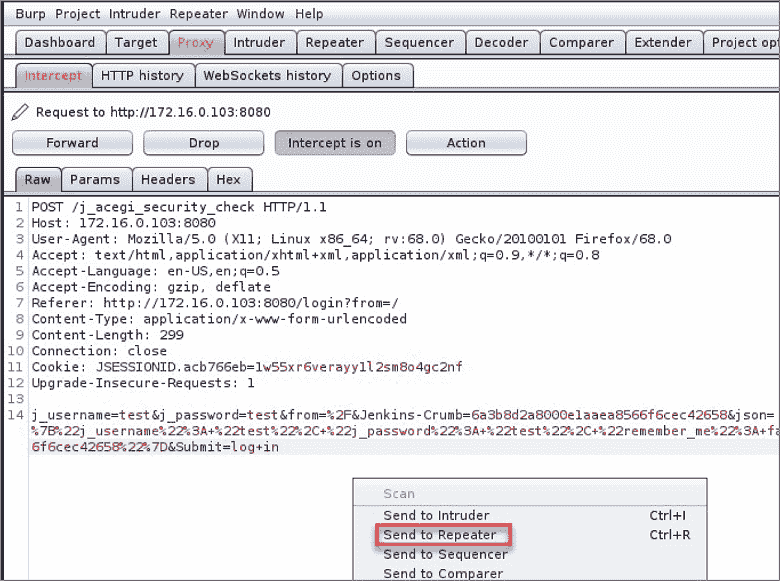 Burp Project Intruder Repeater Window Help
Dashboard Target Proxy Intruder Repeater Sequencer Decoder Comparer Extender Project opt
Intercept HTTP history WebSockets history Options
Request to http://172.16.0.103:8080
Forward Drop Intercept is on Action
Raw Params Headers Hex
1 POST /j_acegi_security_check HTTP/1.1
2 Host: 172.16.0.103:8080
3 User-Agent: Mozilla/5.0 (X11; Linux x86_64; rv:68.0) Gecko/20100101 Firefox/68.0
4 Accept: text/html,application/xhtml+xml,application/xml;q=0.9,*/*;q=0.8
5 Accept-Language: en-US,en;q=0.5
6 Accept-Encoding: gzip, deflate
7 Referer: http://172.16.0.103:8080/login?from=/
8 Content-Type: application/x-www-form-urlencoded
9 Content-Length: 299
10 Connection: close
11 Cookie: JSESSIONID.acb766eb=1w55xr6verayy1l2sm8o4gc2nf
12 Upgrade-Insecure-Requests: 1
13
14 j_username=test&j_password=test&from=%2F&Jenkins-Crumb=6a3b8d2a8000e1aaea8566f6cec42658&json=
%7B%22j_username%22%3A+%22test%22%2C+%22j_password%22%3A+%22test%22%2C+%22remember_me%22%3A+fa
6f6cec42658%22%7D&Submit=log+in
Scan
Send to Intruder Ctrl+I
Send to Repeater Ctrl+R
Send to Sequencer
Send to Comparer